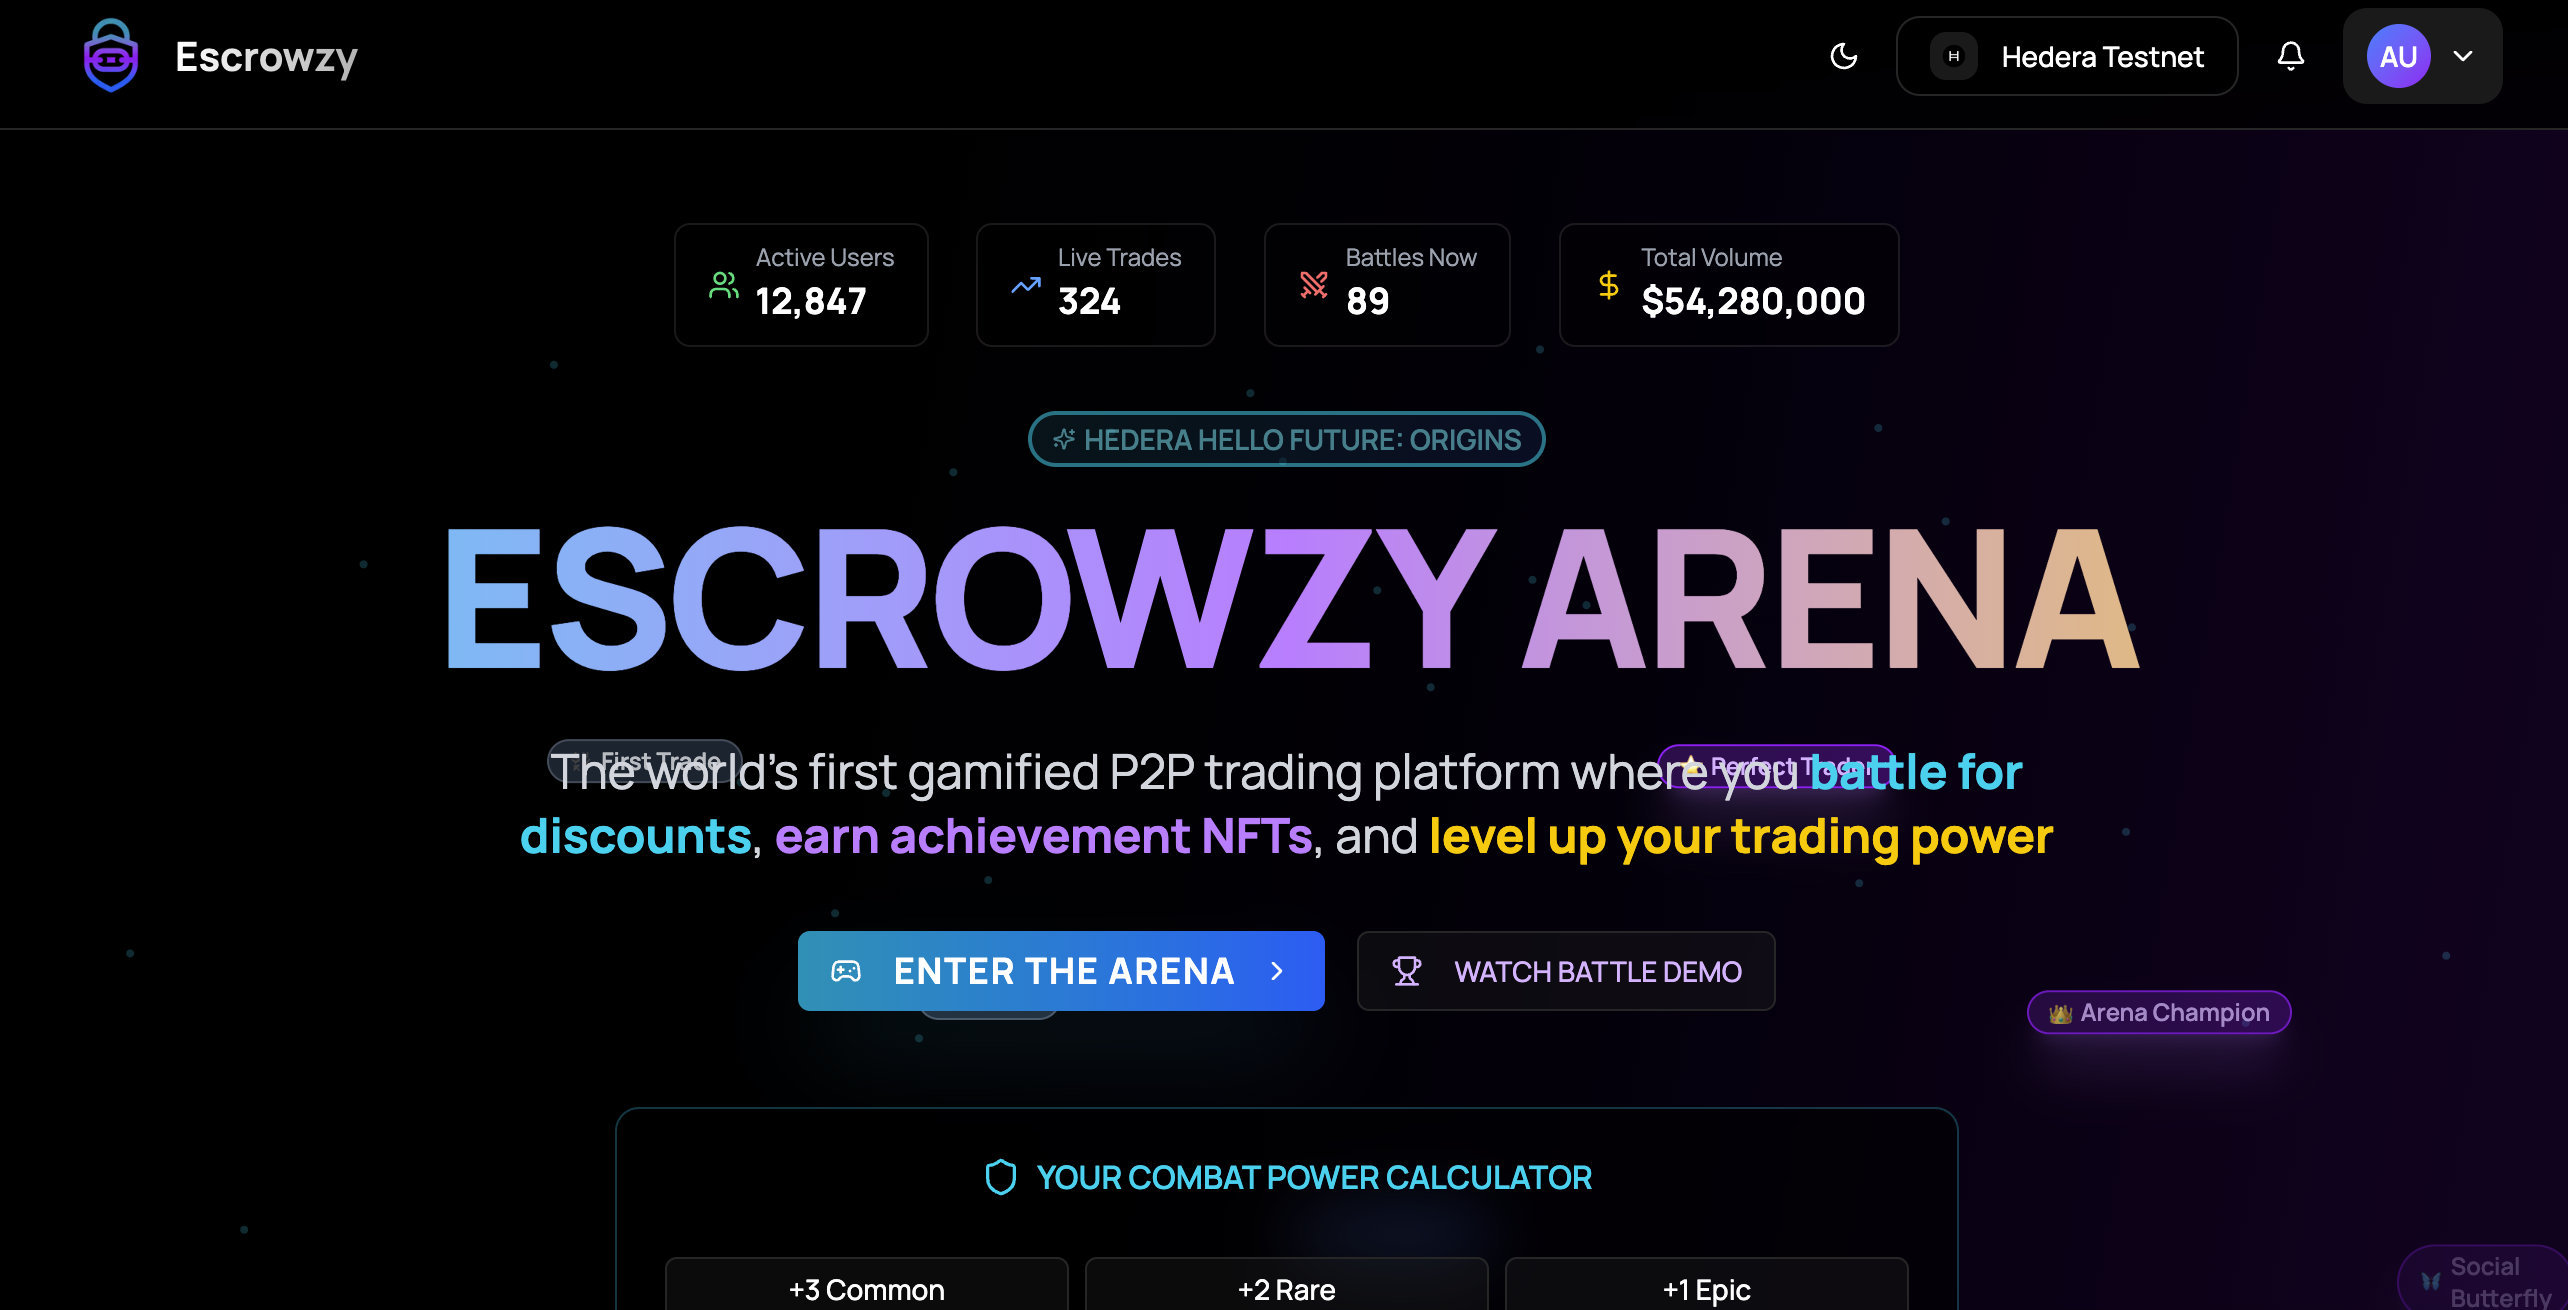 Escrowzy
Hedera Testnet
AU
Active Users
12,847
Live Trades
324
Battles Now
89
Total Volume
$54,280,000
HEDERA HELLO FUTURE: ORIGINS
ESCROWZY ARENA
First Trade
Perfect Trader
The world's first gamified P2P trading platform where you battle for
discounts, earn achievement NFTs, and level up your trading power
ENTER THE ARENA
WATCH BATTLE DEMO
Arena Champion
YOUR COMBAT POWER CALCULATOR
+3 Common
+2 Rare
+1 Epic
Social
Butterfly